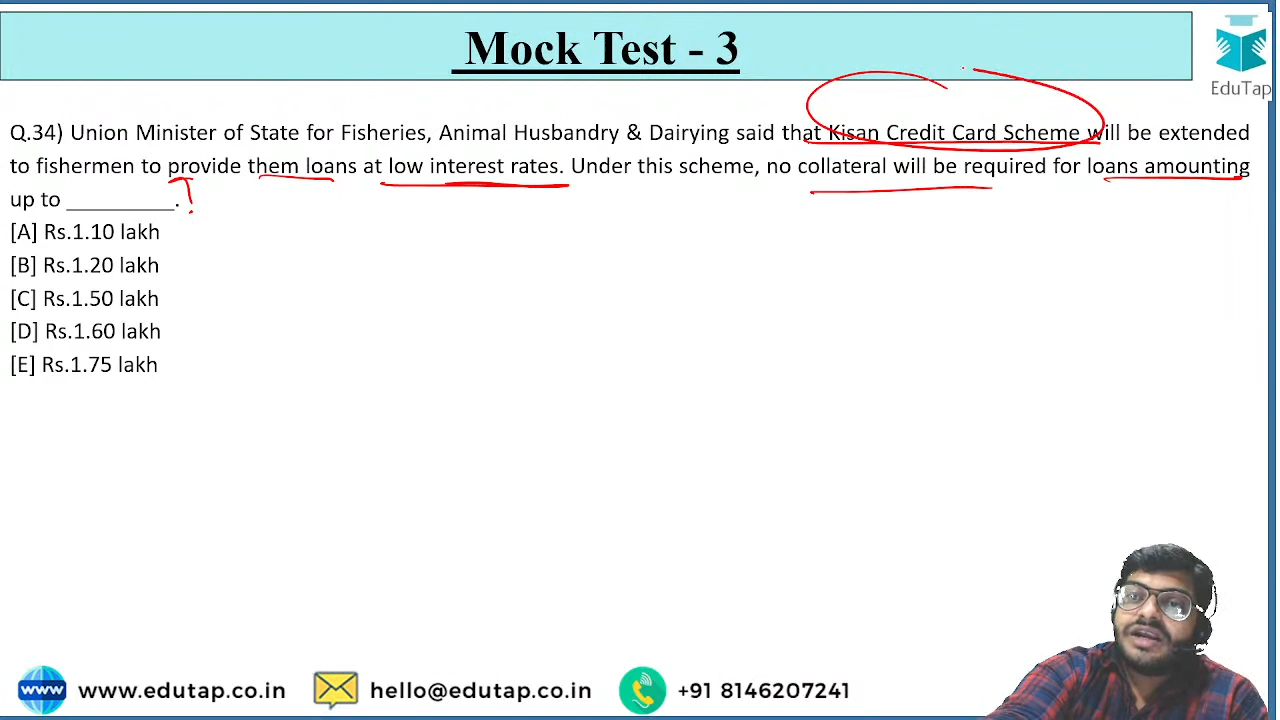 Mock Test - 3
EduTap
Q.34) Union Minister of State for Fisheries, Animal Husbandry & Dairying said that Kisan Credit Card Scheme will be extended
to fishermen to provide them loans at low interest rates. Under this scheme, no collateral will be required for loans amounting
up to __________.
[A] Rs.1.10 lakh
[B] Rs.1.20 lakh
[C] Rs.1.50 lakh
[D] Rs.1.60 lakh
[E] Rs.1.75 lakh
www www.edutap.co.in hello@edutap.co.in +91 8146207241